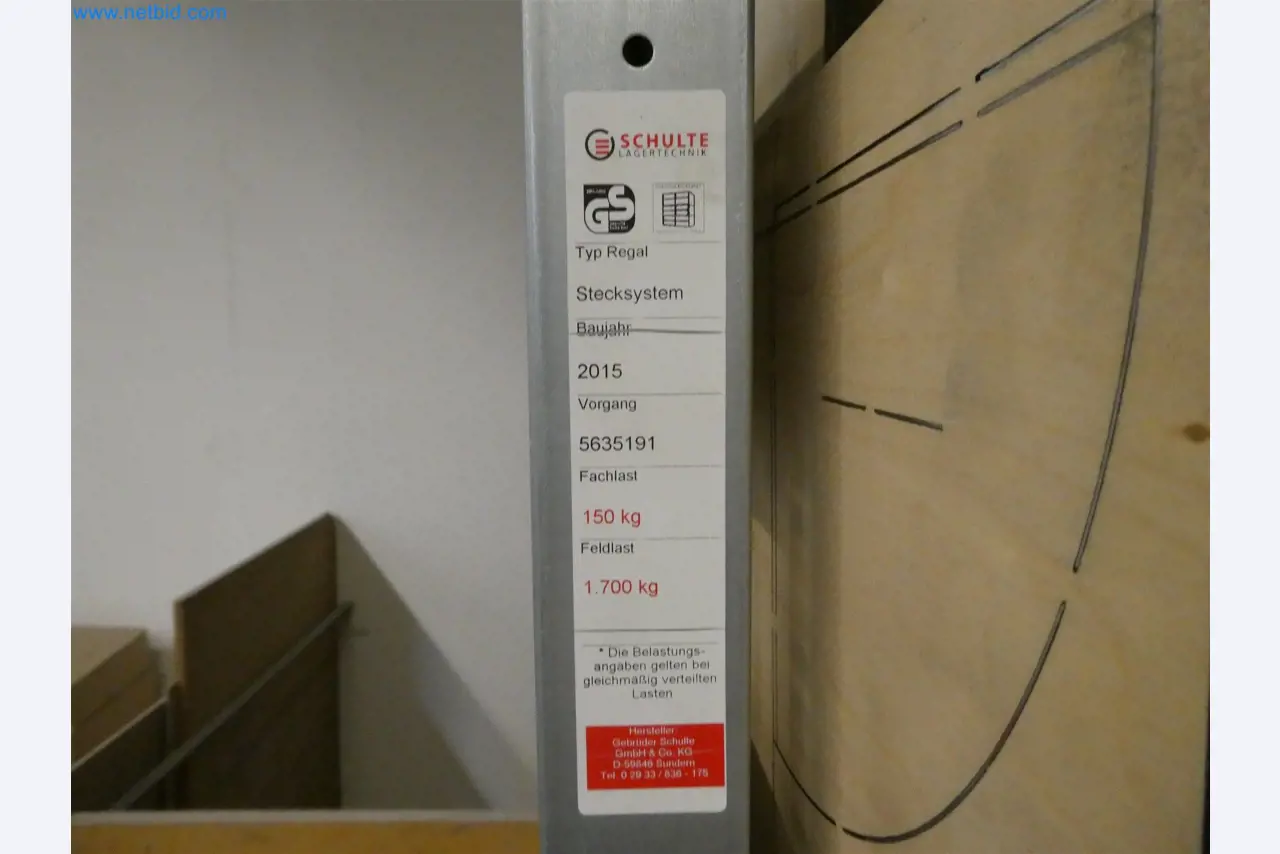 www.netbid.com
SCHULTE
LAGERTECHNIK
GS
Typ Regal
Stecksystem
Baujahr
2015
Vorgang
5635191
Fachlast
150 kg
Feldlast
1.700 kg
* Die Belastungs-
angaben gelten bei
gleichmäßig verteilten
Lasten
Hersteller
Gebrüder Schulte
GmbH & Co. KG
D-59846 Sundern
Tel. 0 29 33 / 836 - 175